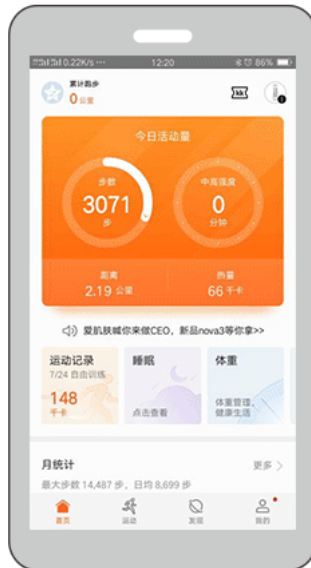 0.22K/s ··· 12:20 86%
累计跑步
0公里
今日活动量
步数 中高强度
3071 0
步 分钟
距离 热量
2.19 公里 66 千卡
爱肌肤喊你来做CEO，新品nova3等你拿>>
运动记录 睡眠 体重
7/24 自由训练
148
千卡
点击查看
体重管理，
健康生活
月统计 更多 >
最大步数 14,487 步，日均 8,699 步
首页 运动 发现 我的